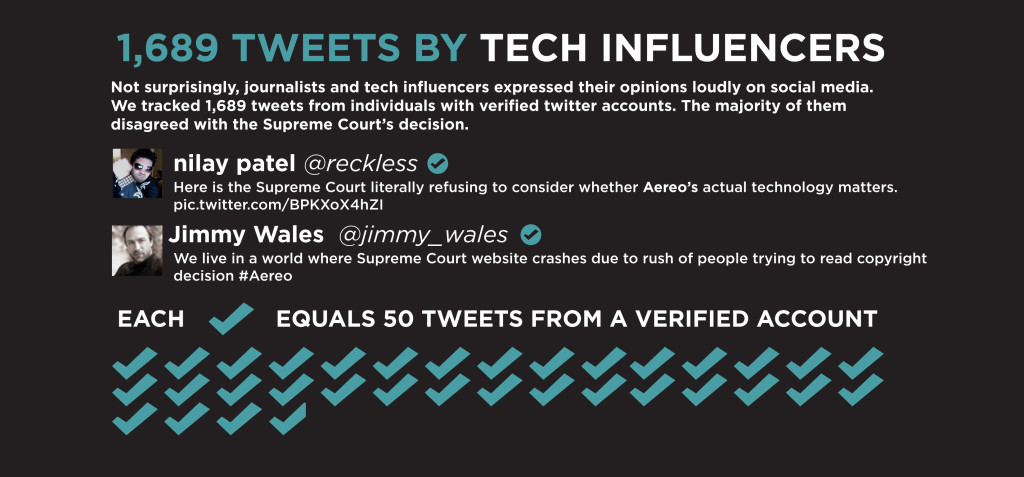 1,689 TWEETS BY TECH INFLUENCERS
Not surprisingly, journalists and tech influencers expressed their opinions loudly on social media.
We tracked 1,689 tweets from individuals with verified twitter accounts. The majority of them
disagreed with the Supreme Court’s decision.
nilay patel @reckless
Here is the Supreme Court literally refusing to consider whether Aereo’s actual technology matters.
pic.twitter.com/BPKXoX4hZI
Jimmy Wales @jimmy_wales
We live in a world where Supreme Court website crashes due to rush of people trying to read copyright
decision #Aereo
EACH EQUALS 50 TWEETS FROM A VERIFIED ACCOUNT